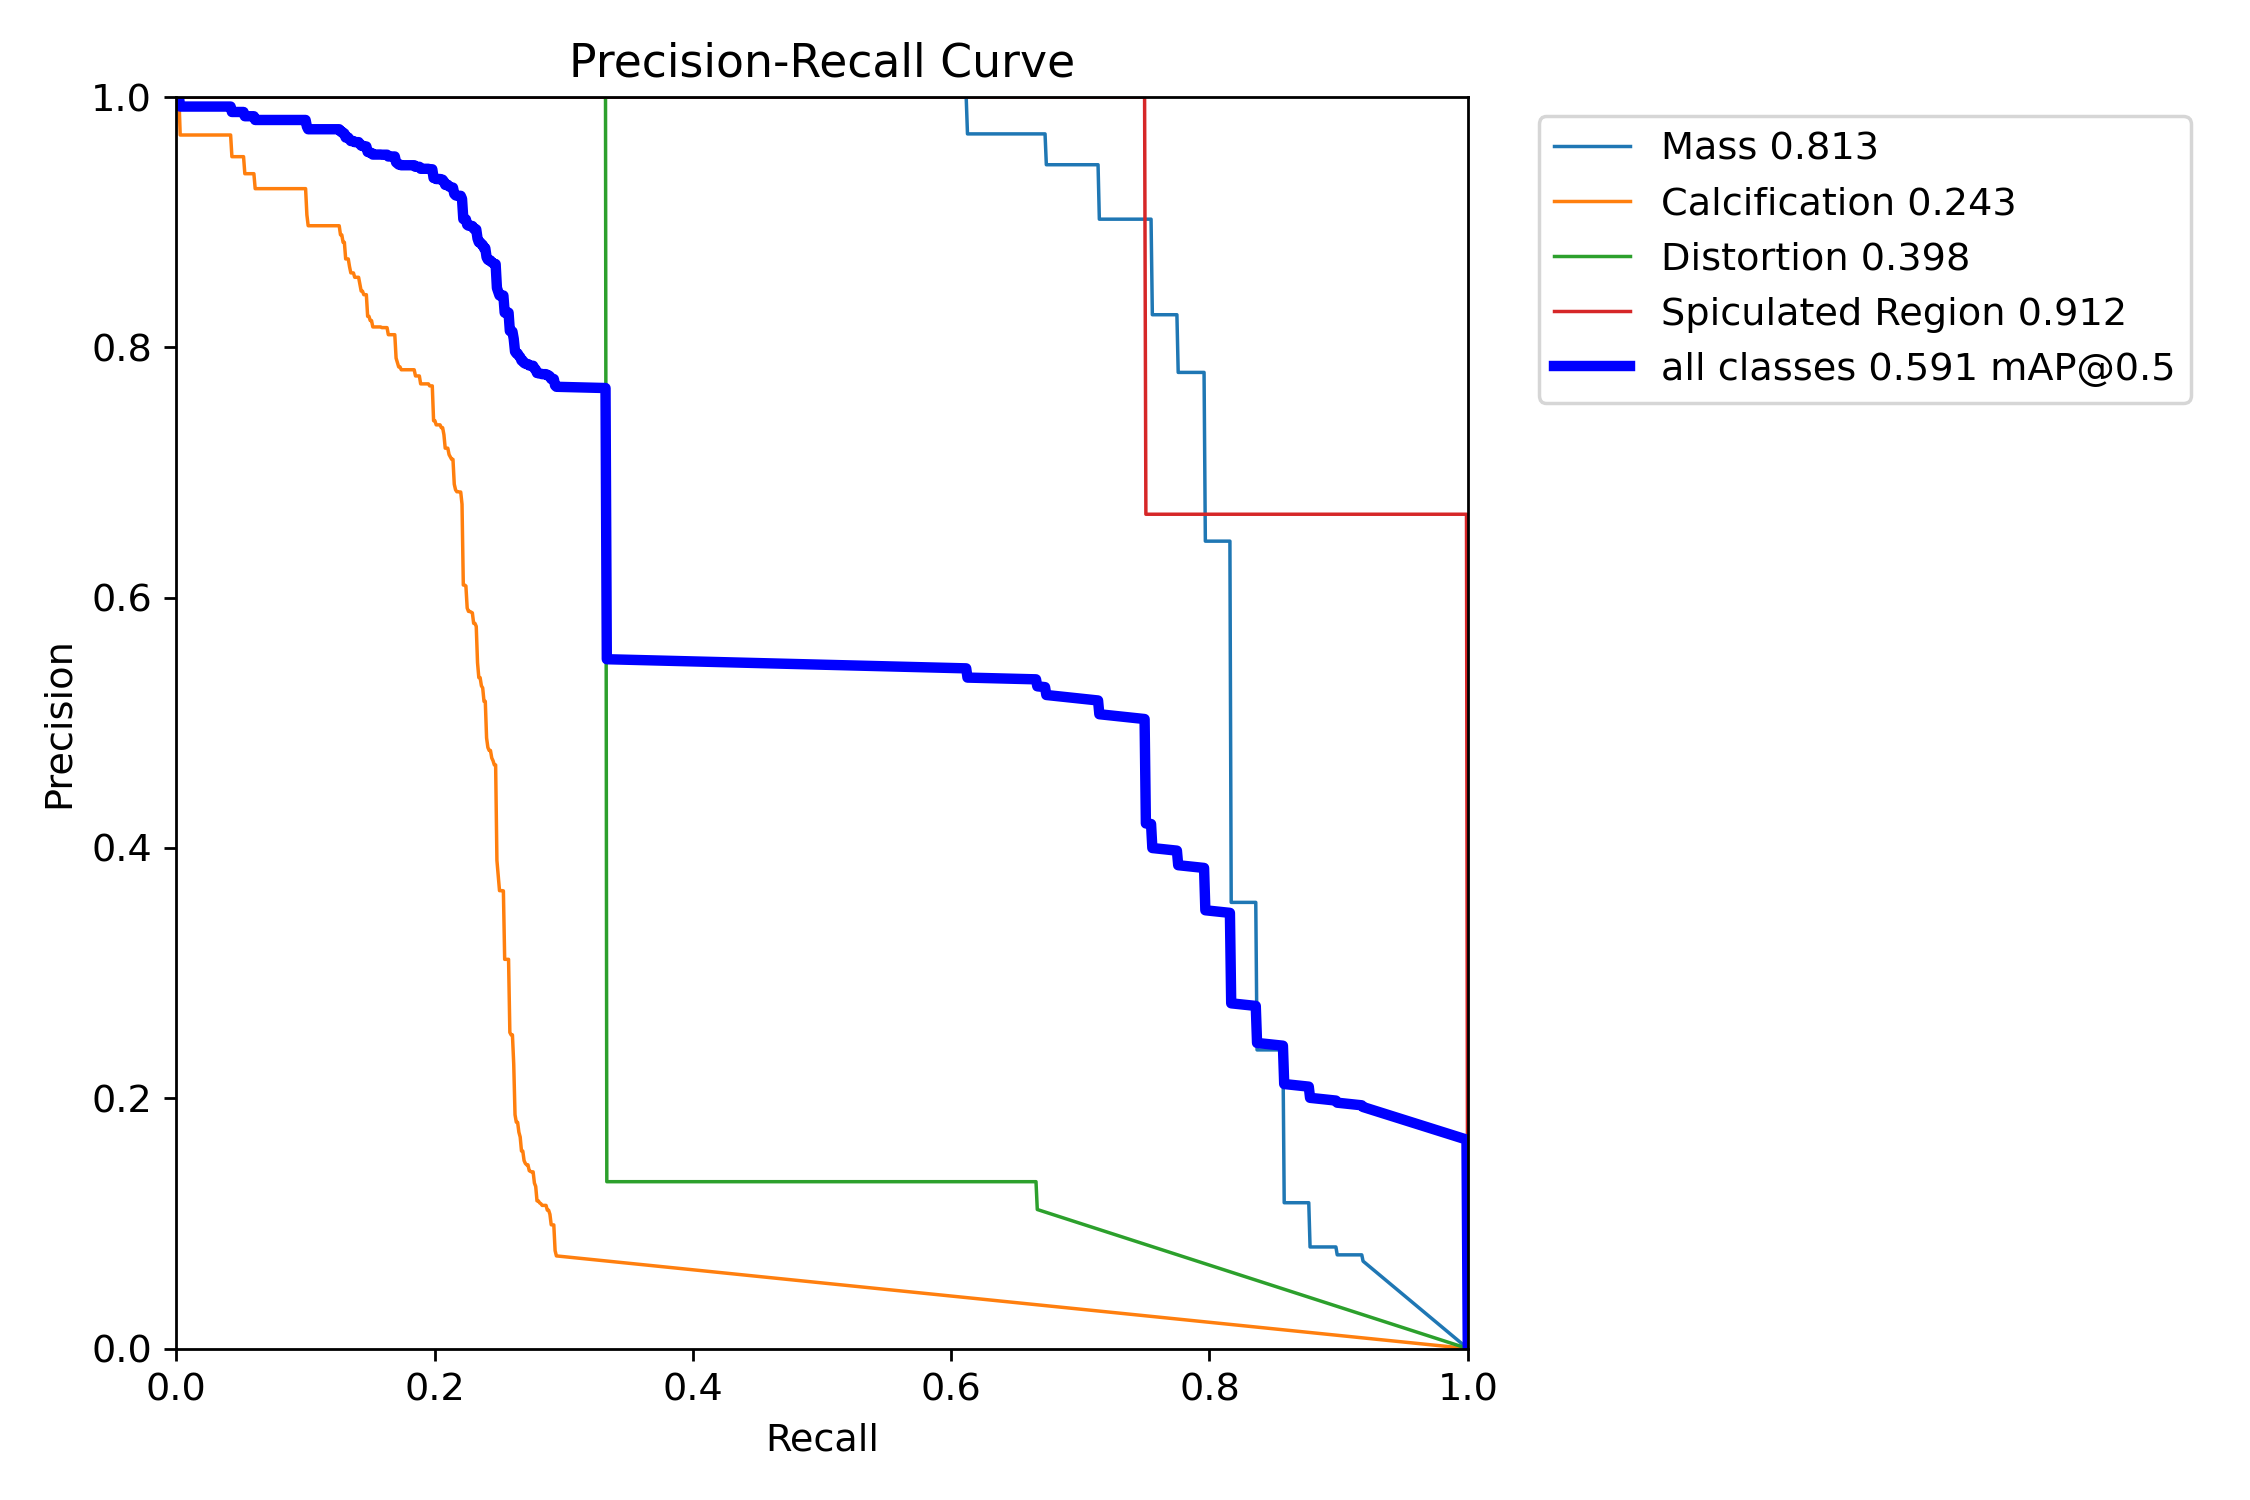 Precision-Recall Curve
1.0
0.8
0.6
0.4
0.2
0.0
Precision
0.0 0.2 0.4 0.6 0.8 1.0
Recall
Mass 0.813
Calcification 0.243
Distortion 0.398
Spiculated Region 0.912
all classes 0.591 mAP@0.5